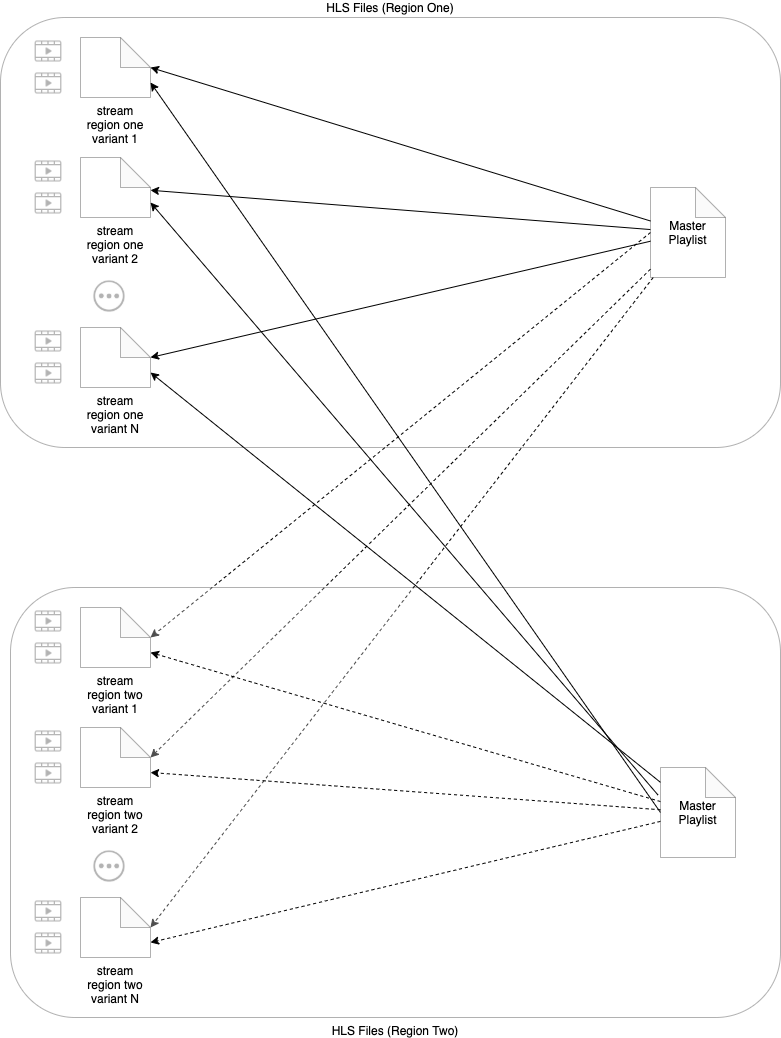 HLS Files (Region One)
stream
region one
variant 1
stream
region one
variant 2
Master
Playlist
stream
region one
variant N
stream
region two
variant 1
stream
region two
variant 2
Master
Playlist
stream
region two
variant N
HLS Files (Region Two)